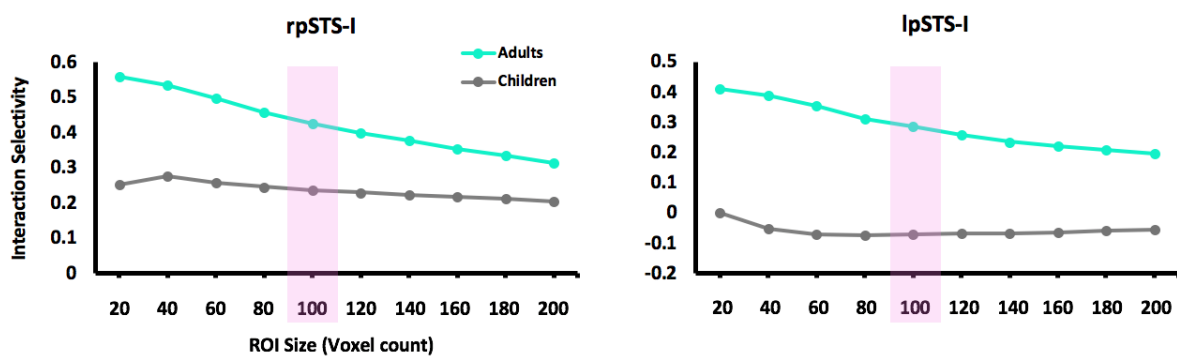 rpSTS-I
Adults
Children
Interaction Selectivity
0.6
0.5
0.4
0.3
0.2
0.1
0
20 40 60 80 100 120 140 160 180 200
ROI Size (Voxel count)
lpSTS-I
0.5
0.4
0.3
0.2
0.1
0
-0.1
-0.2
20 40 60 80 100 120 140 160 180 200